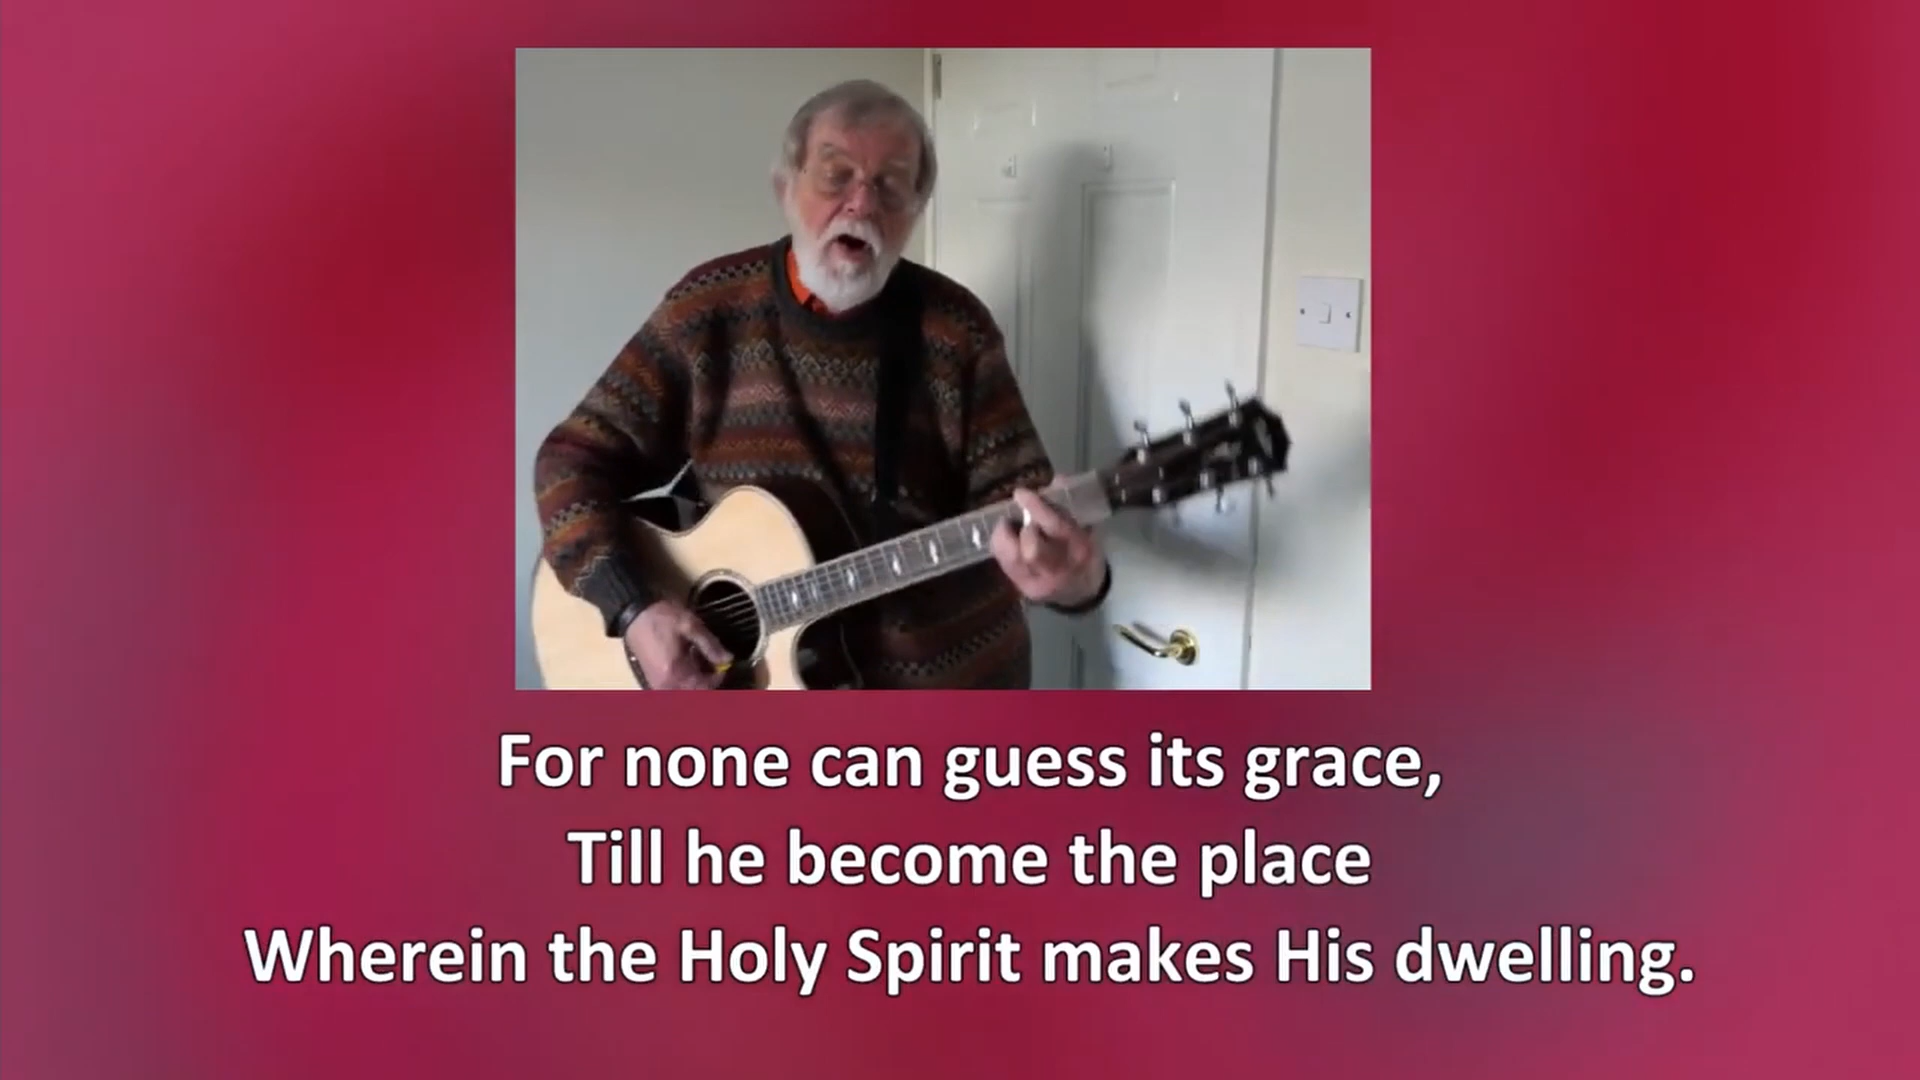 For none can guess its grace,
Till he become the place
Wherein the Holy Spirit makes His dwelling.